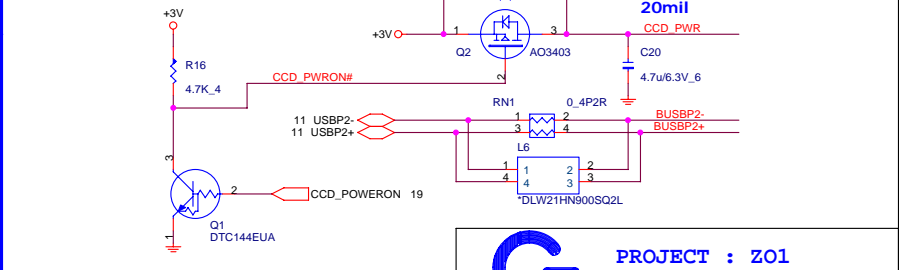 20mil
+3V
+3V
1
3
CCD_PWR
Q2
AO3403
C20
R16
4.7K_4
CCD_PWRON#
2
4.7u/6.3V_6
RN1
0_4P2R
11 USBP2-
1
2
BUSBP2-
11 USBP2+
3
4
BUSBP2+
L6
3
1
1
2
2
4
4
3
3
2
CCD_POWERON 19
*DLW21HN900SQ2L
Q1
DTC144EUA
1
PROJECT : ZO1